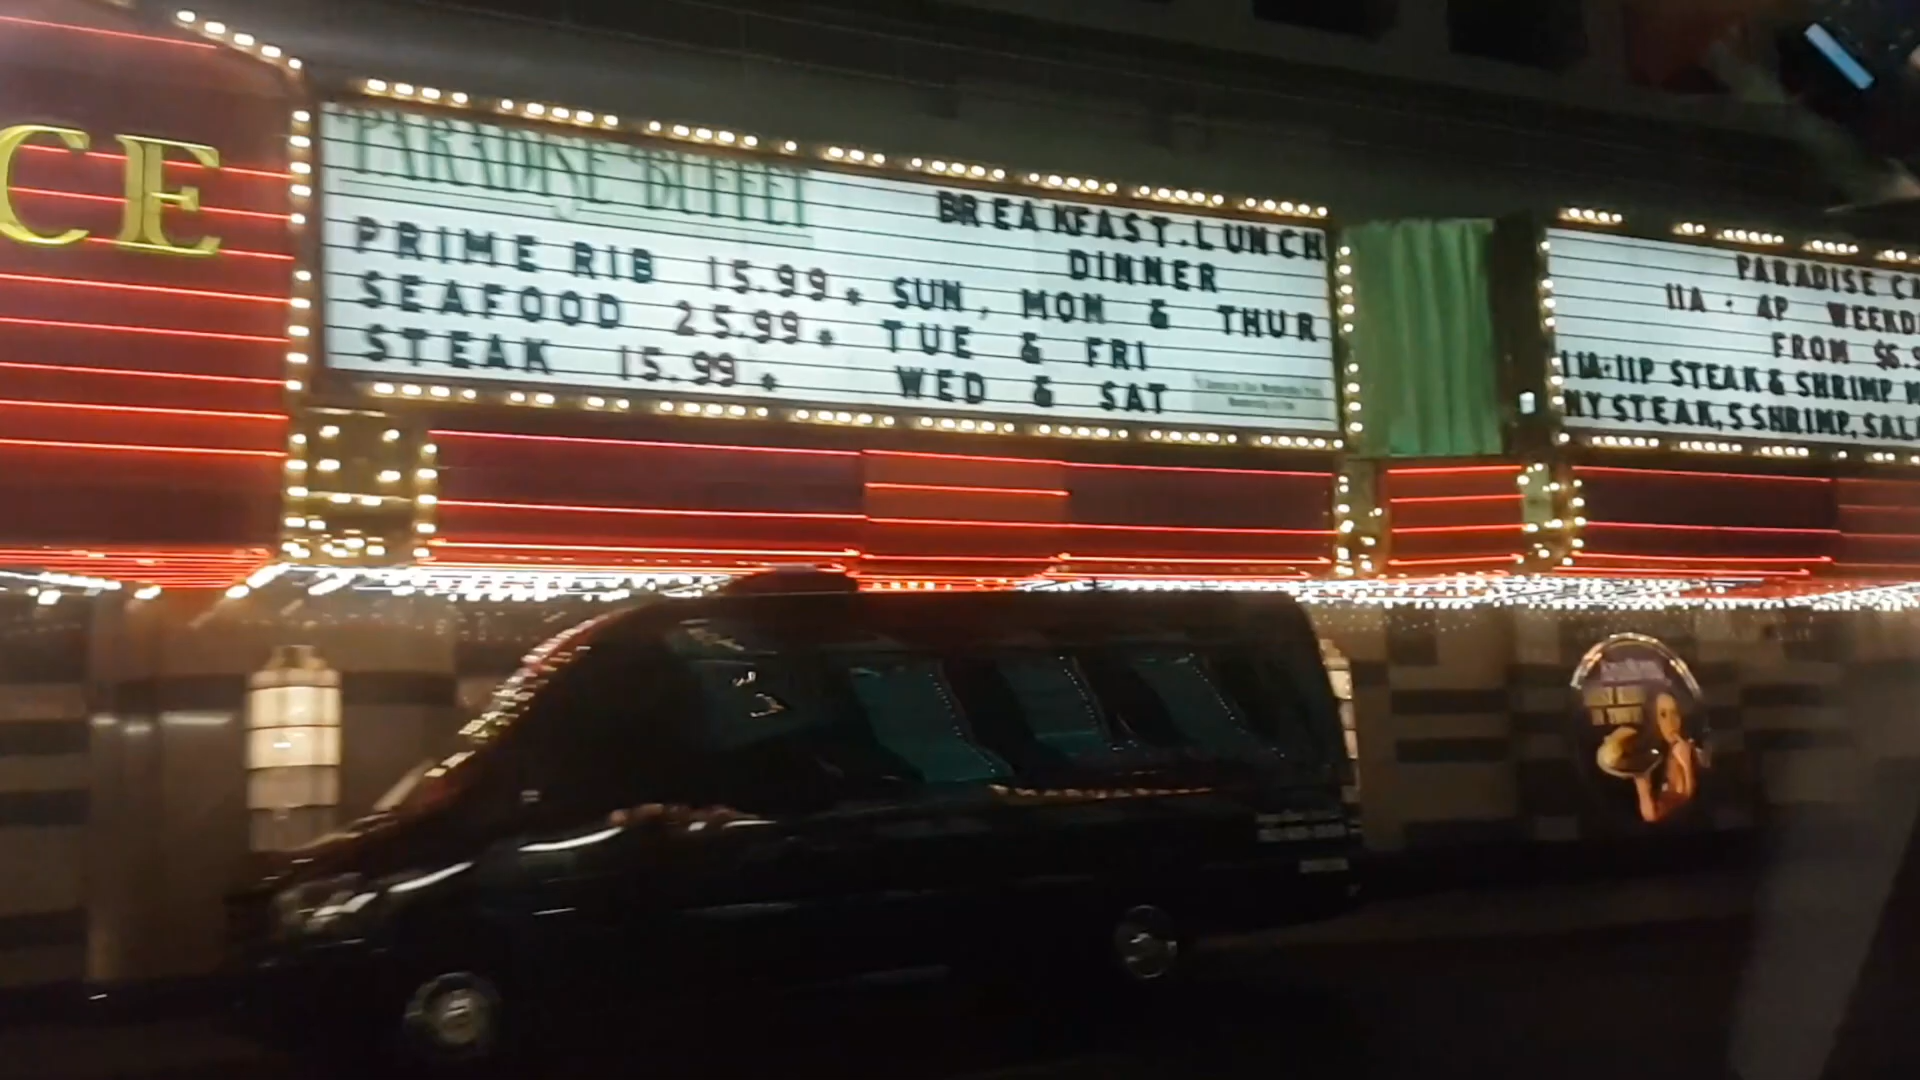 CE
PARADISE BUFFET
BREAKFAST.LUNCH
DINNER
PRIME RIB 15.99* SUN, MON & THUR
SEAFOOD 25.99* TUE & FRI
STEAK 15.99* WED & SAT
PARADISE CA
11A - 4P WEEKD
FROM $6.9
11A-11P STEAK & SHRIMP
NY STEAK, 5 SHRIMP, SAL